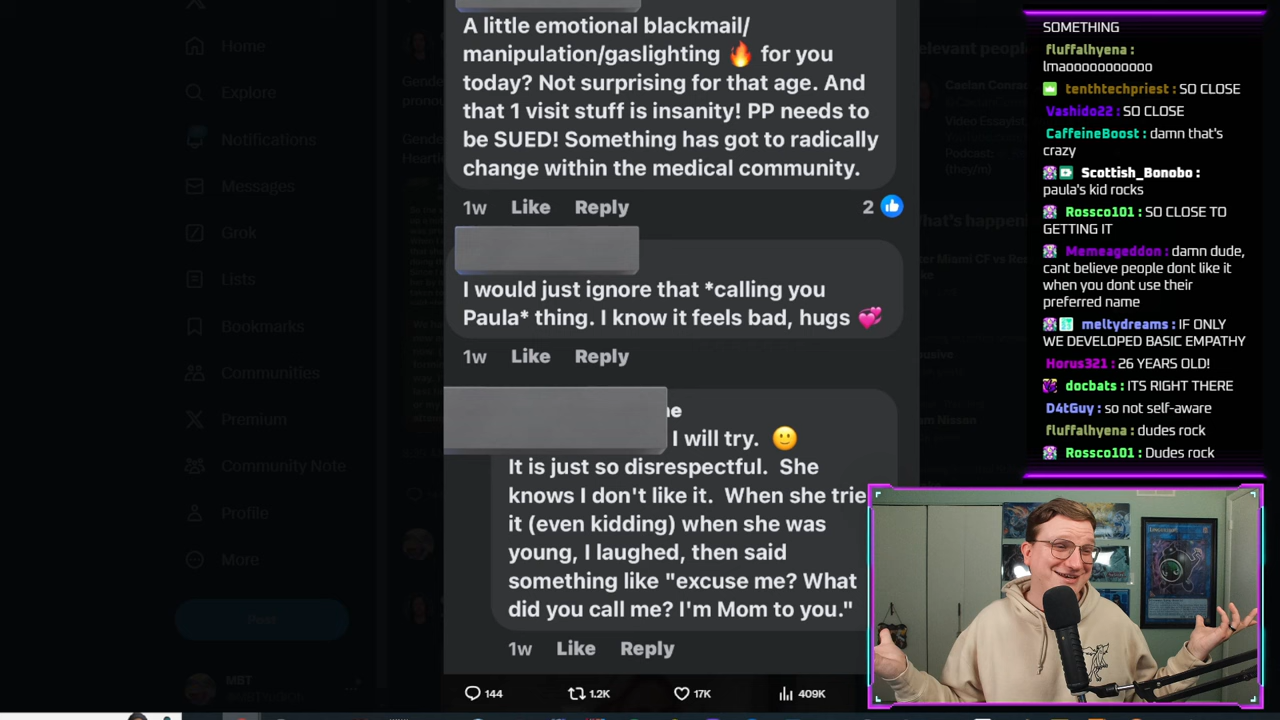 Home
Explore
Notifications
Messages
Grok
Lists
Bookmarks
Communities
Premium
Community Note
Profile
More
Post
MBT
A little emotional blackmail/
manipulation/gaslighting 🔥 for you
today? Not surprising for that age. And
that 1 visit stuff is insanity! PP needs to
be SUED! Something has got to radically
change within the medical community.
1w Like Reply 2
I would just ignore that *calling you
Paula* thing. I know it feels bad, hugs 💞
1w Like Reply
I will try. 🙂
It is just so disrespectful. She
knows I don't like it. When she trie
it (even kidding) when she was
young, I laughed, then said
something like "excuse me? What
did you call me? I'm Mom to you."
1w Like Reply
144 1.2K 17K 409K
SOMETHING
fluffalhyena :
lmaooooooooooo
tenthtechpriest : SO CLOSE
Vashido22 : SO CLOSE
CaffeineBoost : damn that's
crazy
Scottish_Bonobo :
paula's kid rocks
Rossco101 : SO CLOSE TO
GETTING IT
Memeageddon : damn dude,
cant believe people dont like it
when you dont use their
preferred name
meltydreams : IF ONLY
WE DEVELOPED BASIC EMPATHY
Horus321 : 26 YEARS OLD!
docbats : ITS RIGHT THERE
D4tGuy : so not self-aware
fluffalhyena : dudes rock
Rossco101 : Dudes rock